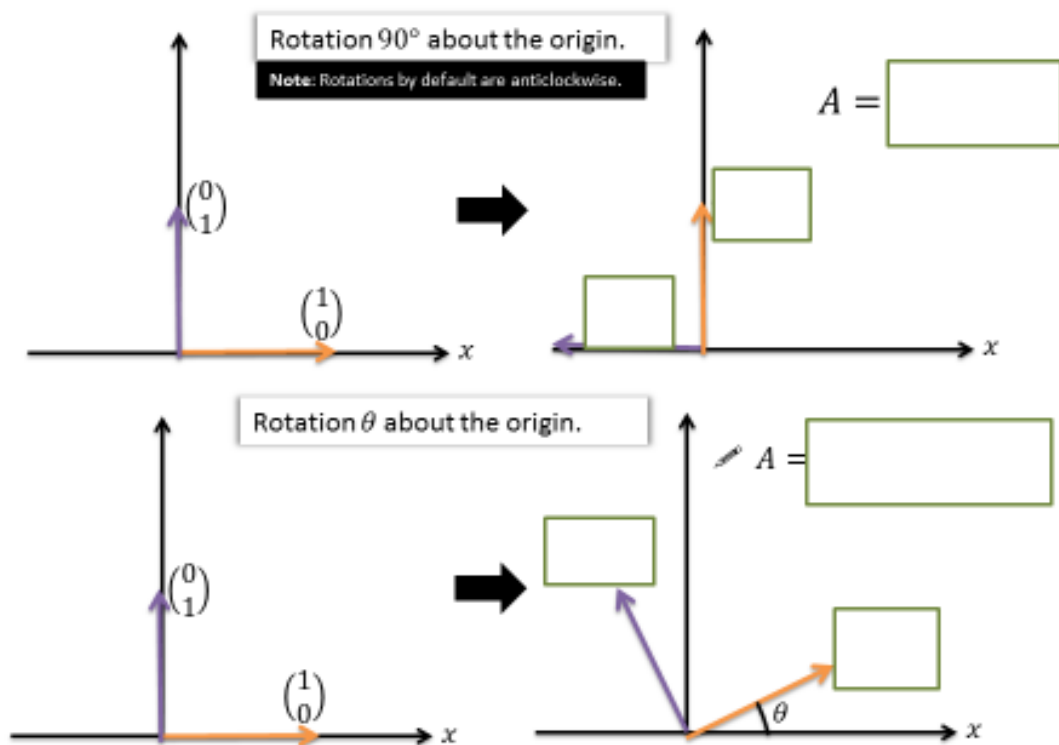 Rotation 90° about the origin.
Note: Rotations by default are anticlockwise.
A =
(0
1)
(1
0)
x
x
Rotation θ about the origin.
A =
(0
1)
(1
0)
x
θ
x